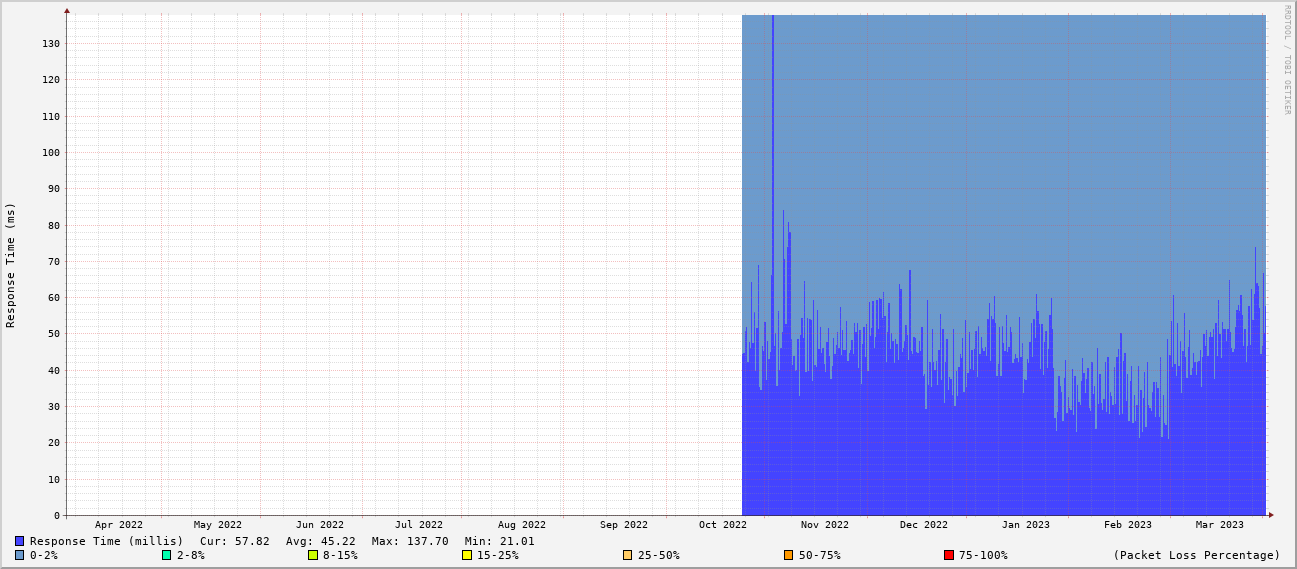 RRDTOOL / TOBI OETIKER
Response Time (ms)
130
120
110
100
90
80
70
60
50
40
30
20
10
0
Apr 2022 May 2022 Jun 2022 Jul 2022 Aug 2022 Sep 2022 Oct 2022 Nov 2022 Dec 2022 Jan 2023 Feb 2023 Mar 2023
Response Time (millis) Cur: 57.82 Avg: 45.22 Max: 137.70 Min: 21.01
0-2% 2-8% 8-15% 15-25% 25-50% 50-75% 75-100% (Packet Loss Percentage)